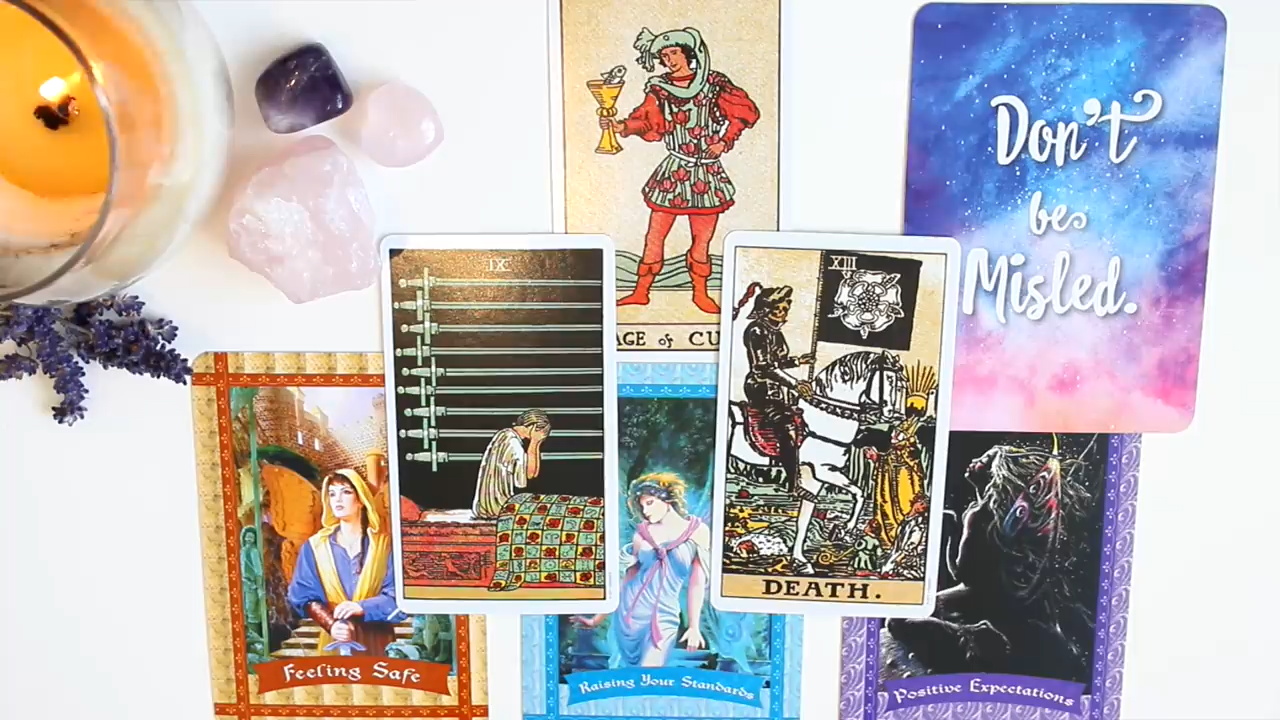 Don't
be
Misled.
AGE of CU
IX
XIII
DEATH.
Feeling Safe
Raising Your Standards
Positive Expectations